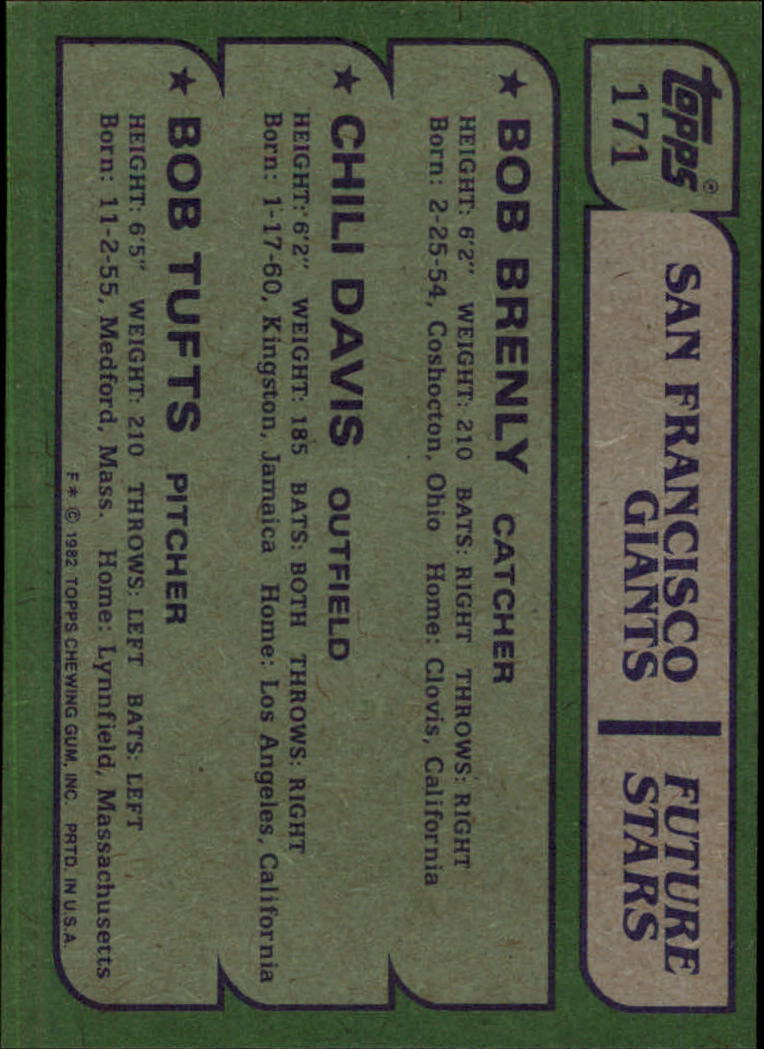 topps®
171
SAN FRANCISCO
GIANTS
FUTURE
STARS
★ BOB BRENLY CATCHER
HEIGHT: 6'2" WEIGHT: 210 BATS: RIGHT THROWS: RIGHT
Born: 2-25-54, Coshocton, Ohio Home: Clovis, California
★ CHILI DAVIS OUTFIELD
HEIGHT: 6'2" WEIGHT: 185 BATS: BOTH THROWS: RIGHT
Born: 1-17-60, Kingston, Jamaica Home: Los Angeles, California
★ BOB TUFTS PITCHER
HEIGHT: 6'5" WEIGHT: 210 THROWS: LEFT BATS: LEFT
Born: 11-2-55, Medford, Mass. Home: Lynnfield, Massachusetts
F* © 1982 TOPPS CHEWING GUM, INC. PRTD. IN U.S.A.